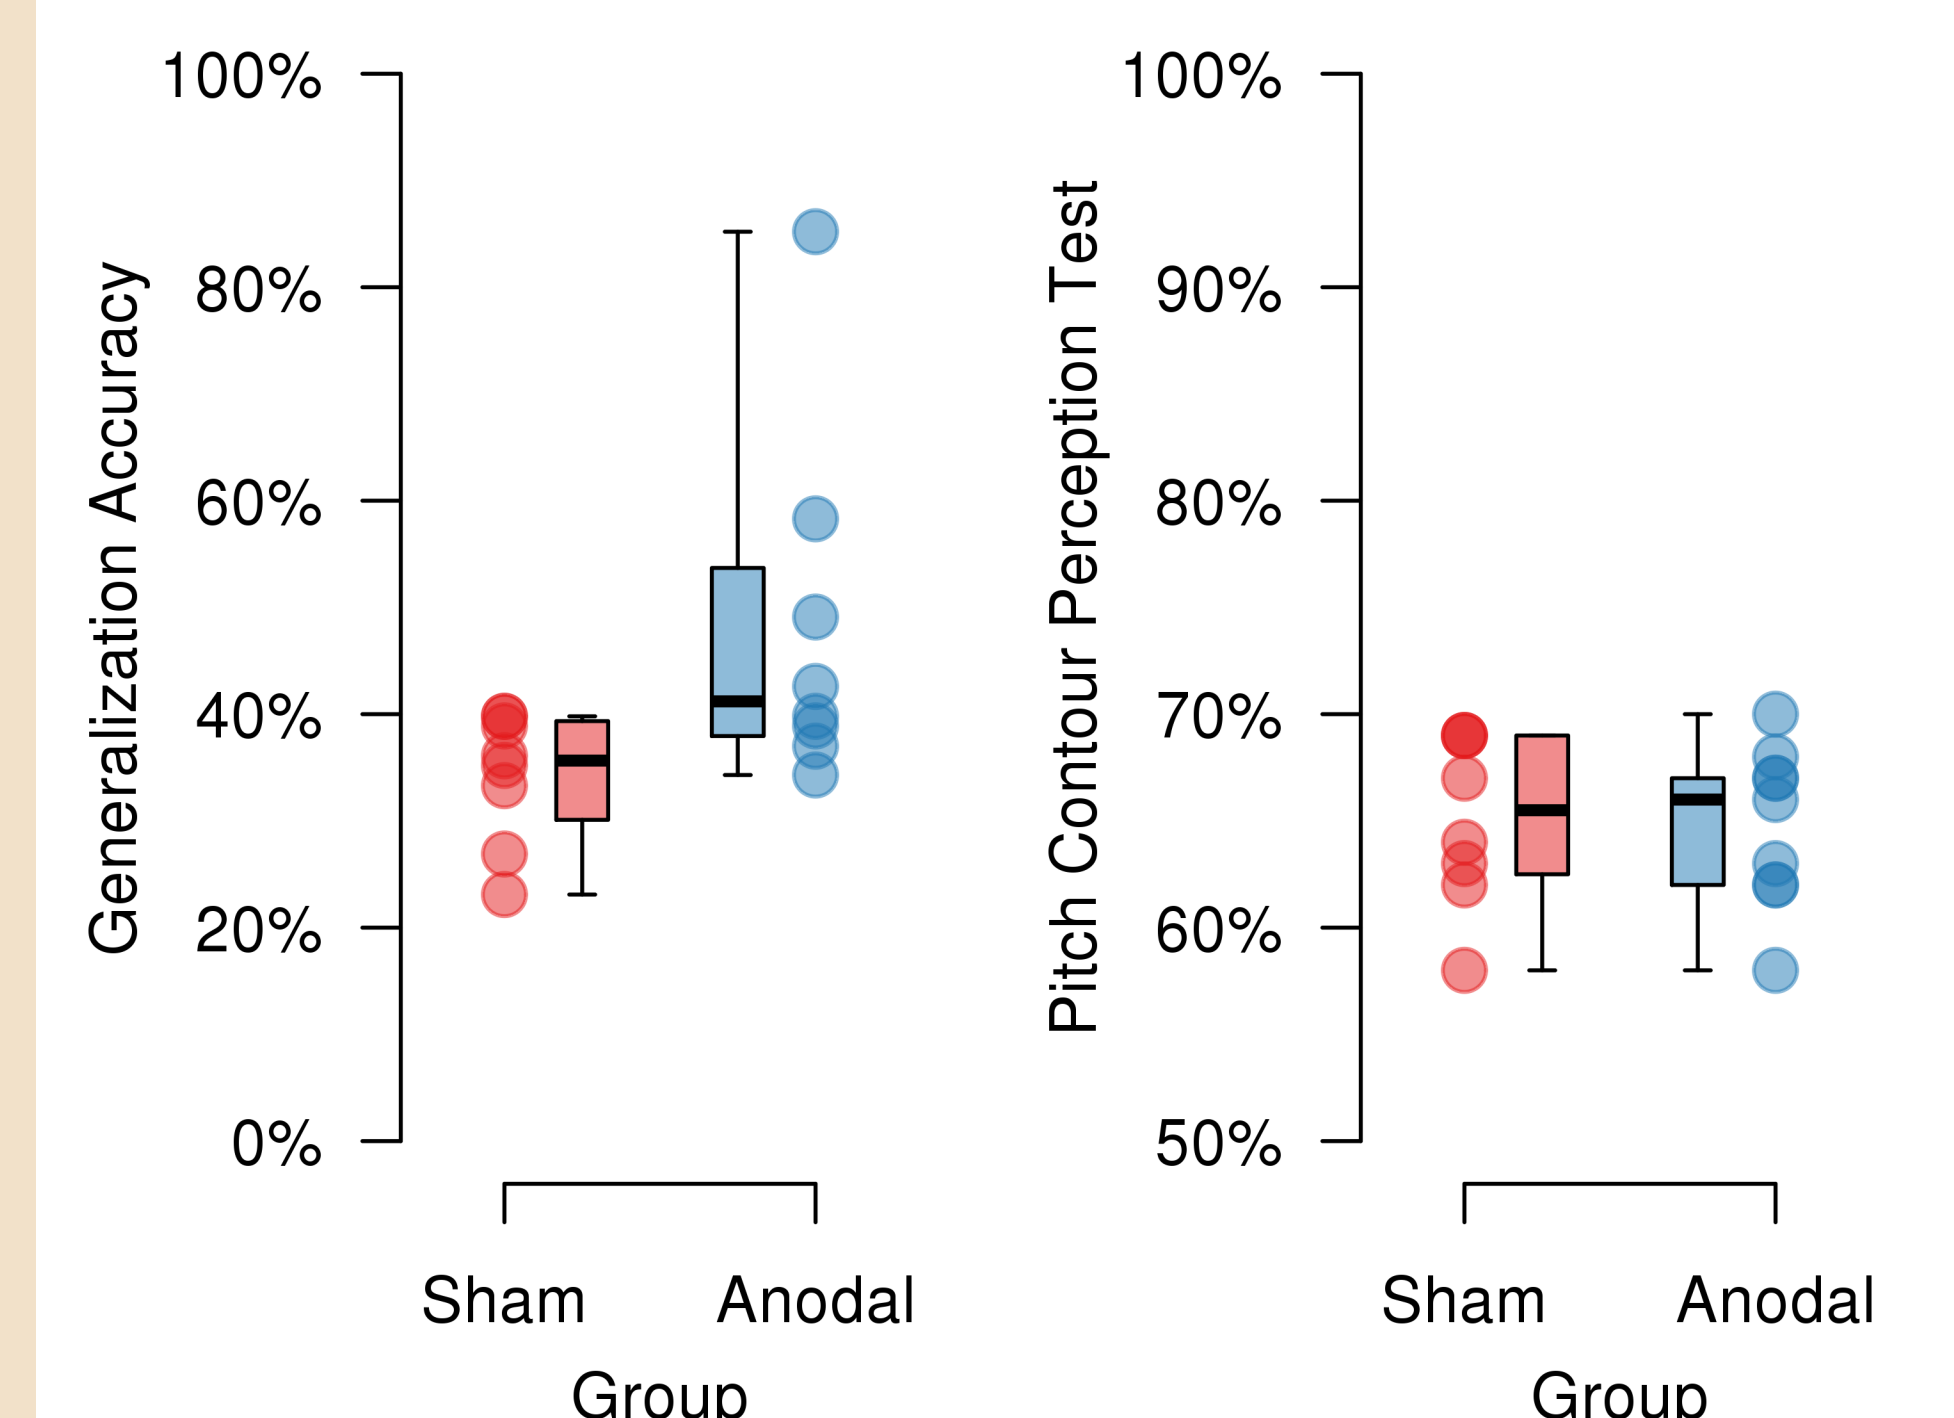 Generalization Accuracy
100%
80%
60%
40%
20%
0%
Sham
Anodal
Group
Pitch Contour Perception Test
100%
90%
80%
70%
60%
50%
Sham
Anodal
Group